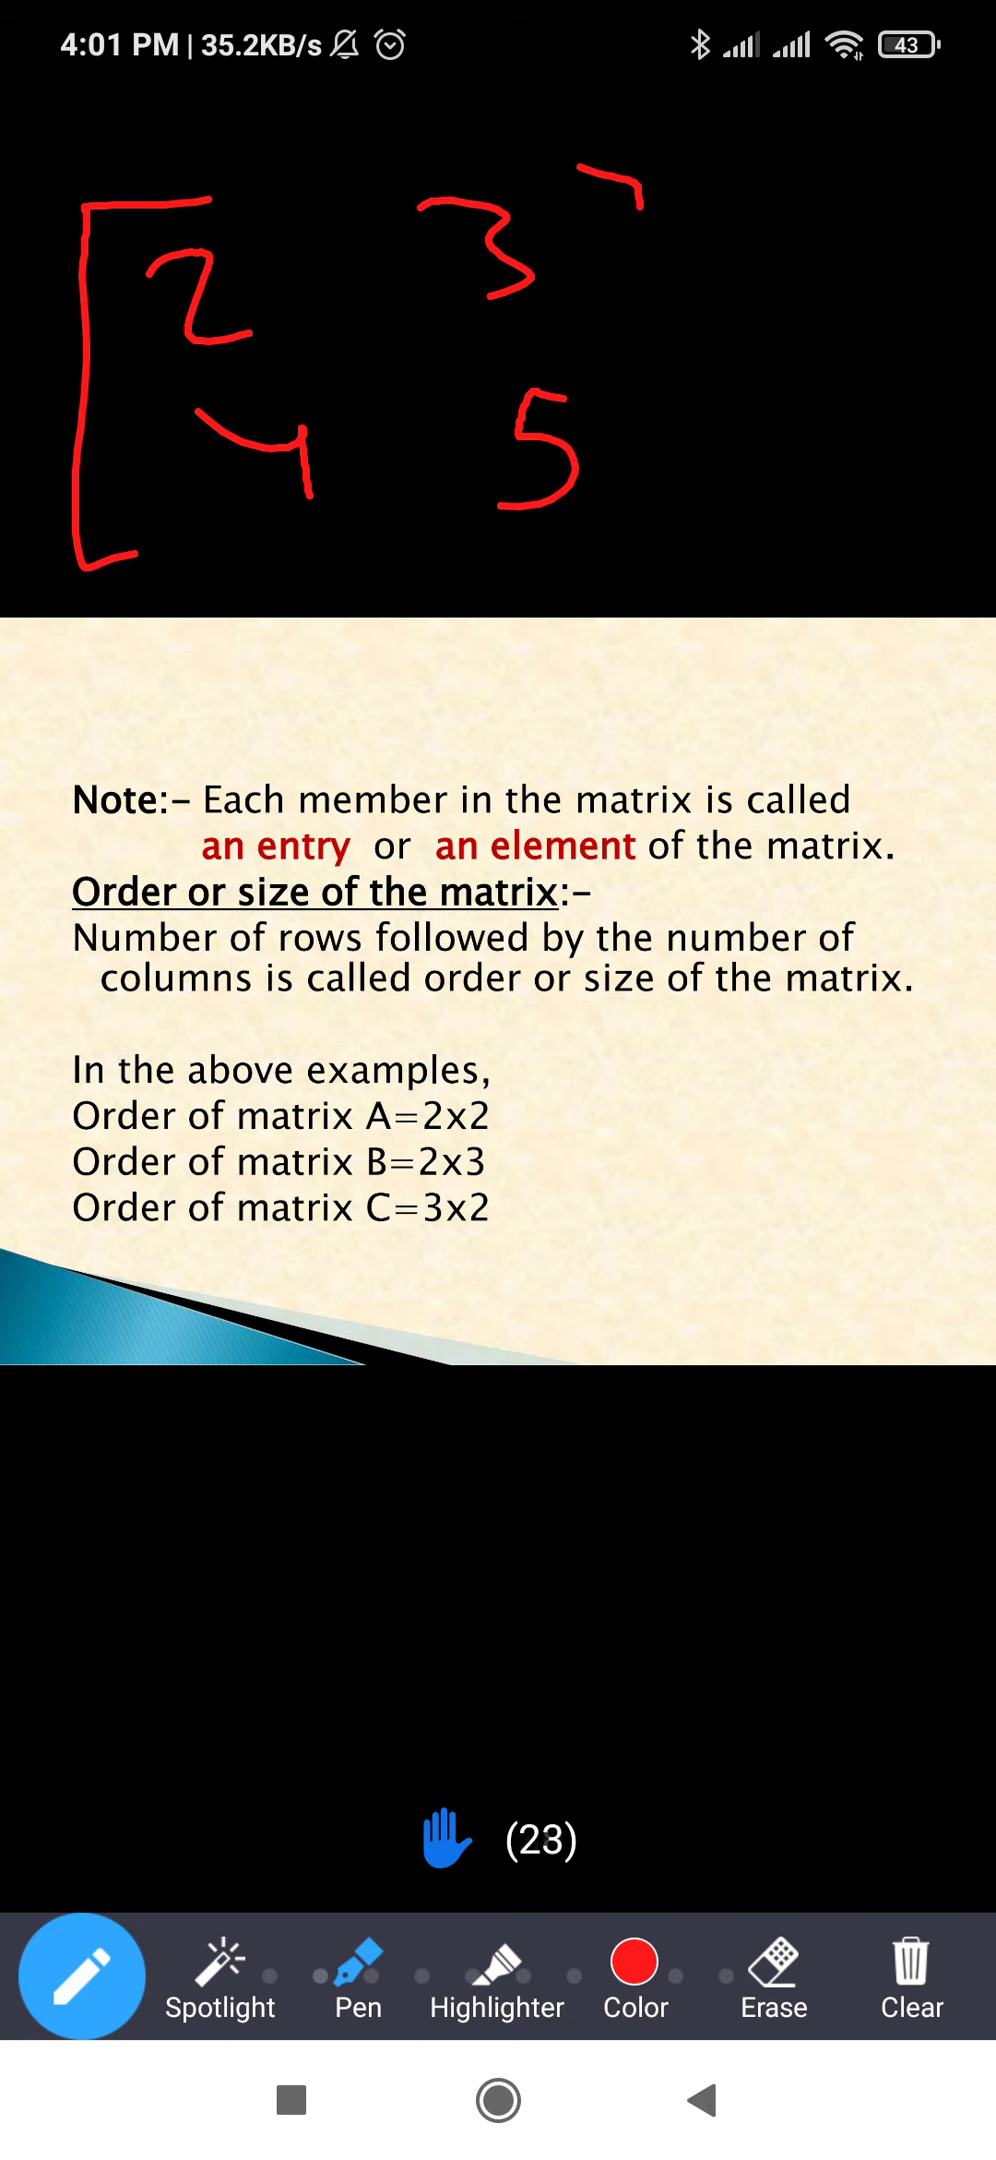 4:01 PM | 35.2KB/s
43
2 3
4 5
Note:- Each member in the matrix is called
an entry or an element of the matrix.
Order or size of the matrix:-
Number of rows followed by the number of
columns is called order or size of the matrix.
In the above examples,
Order of matrix A=2x2
Order of matrix B=2x3
Order of matrix C=3x2
(23)
Spotlight Pen Highlighter Color Erase Clear